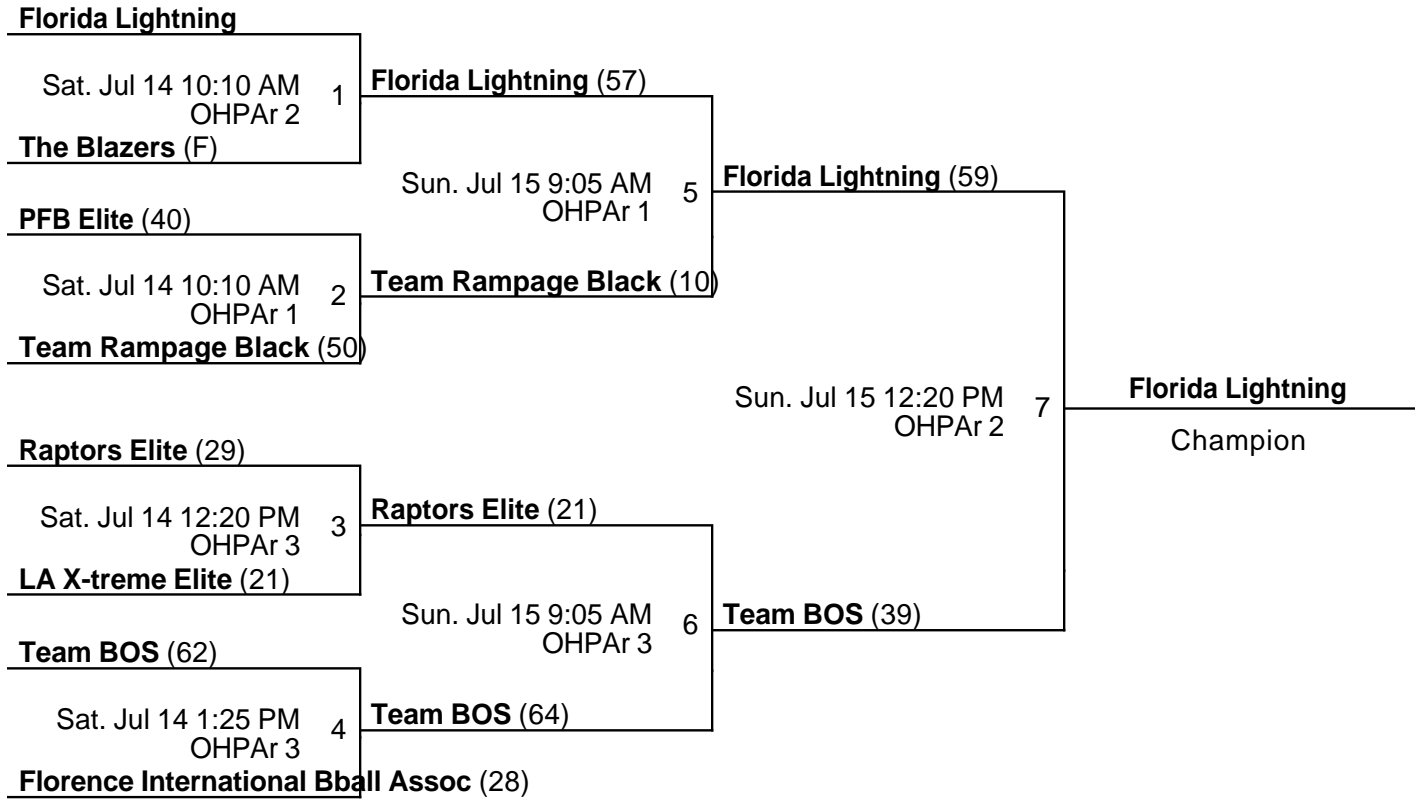 Florida Lightning
Sat. Jul 14 10:10 AM 1
OHPAr 2
The Blazers (F)
PFB Elite (40)
Sat. Jul 14 10:10 AM 2
OHPAr 1
Team Rampage Black (50)
Raptors Elite (29)
Sat. Jul 14 12:20 PM 3
OHPAr 3
LA X-treme Elite (21)
Team BOS (62)
Sat. Jul 14 1:25 PM 4
OHPAr 3
Florence International Bball Assoc (28)
Florida Lightning (57)
Sun. Jul 15 9:05 AM 5
OHPAr 1
Team Rampage Black (10)
Raptors Elite (21)
Sun. Jul 15 9:05 AM 6
OHPAr 3
Team BOS (64)
Florida Lightning (59)
Sun. Jul 15 12:20 PM 7
OHPAr 2
Team BOS (39)
Florida Lightning
Champion